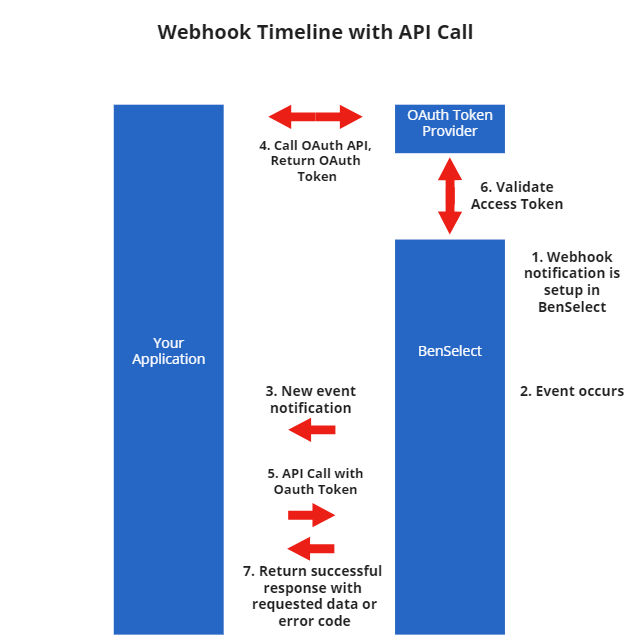 Webhook Timeline with API Call
OAuth Token
Provider
4. Call OAuth API,
Return OAuth
Token
6. Validate
Access Token
1. Webhook
notification is
setup in
BenSelect
Your
Application
BenSelect
3. New event
notification
2. Event occurs
5. API Call with
Oauth Token
7. Return successful
response with
requested data or
error code